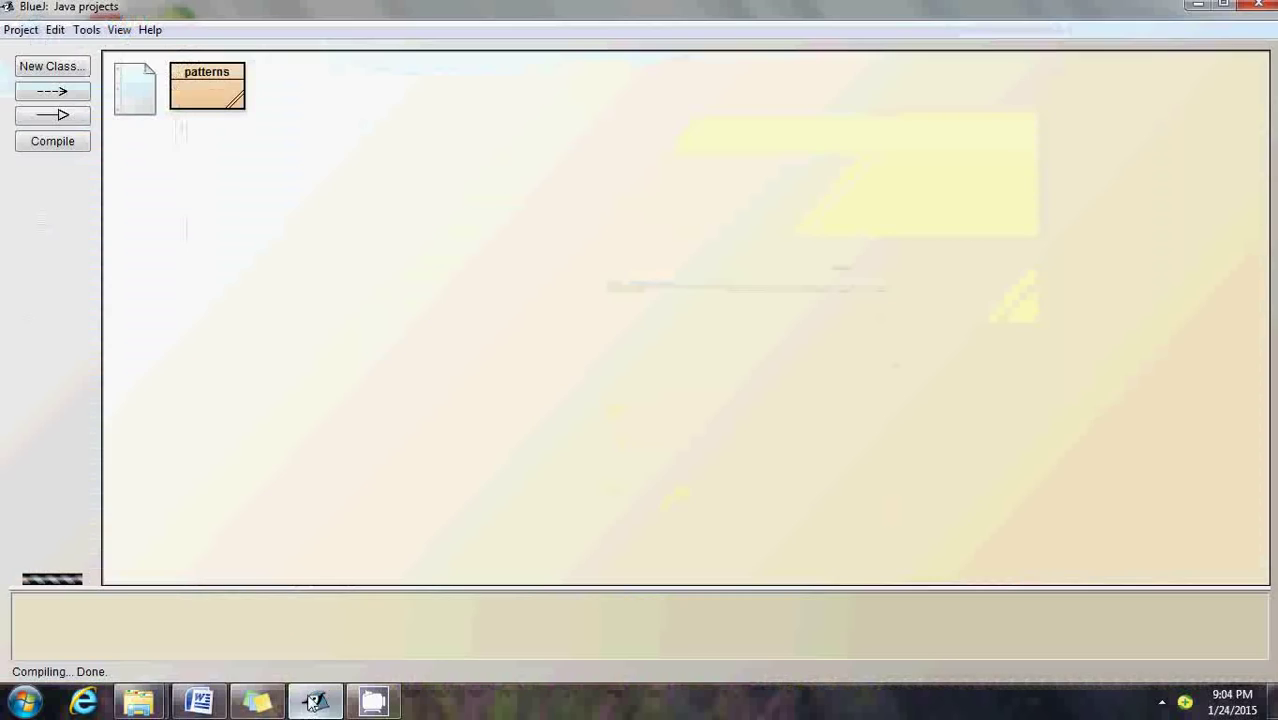 BlueJ: Java projects
Project Edit Tools View Help
New Class...
patterns
Compile
Compiling... Done.
9:04 PM
1/24/2015